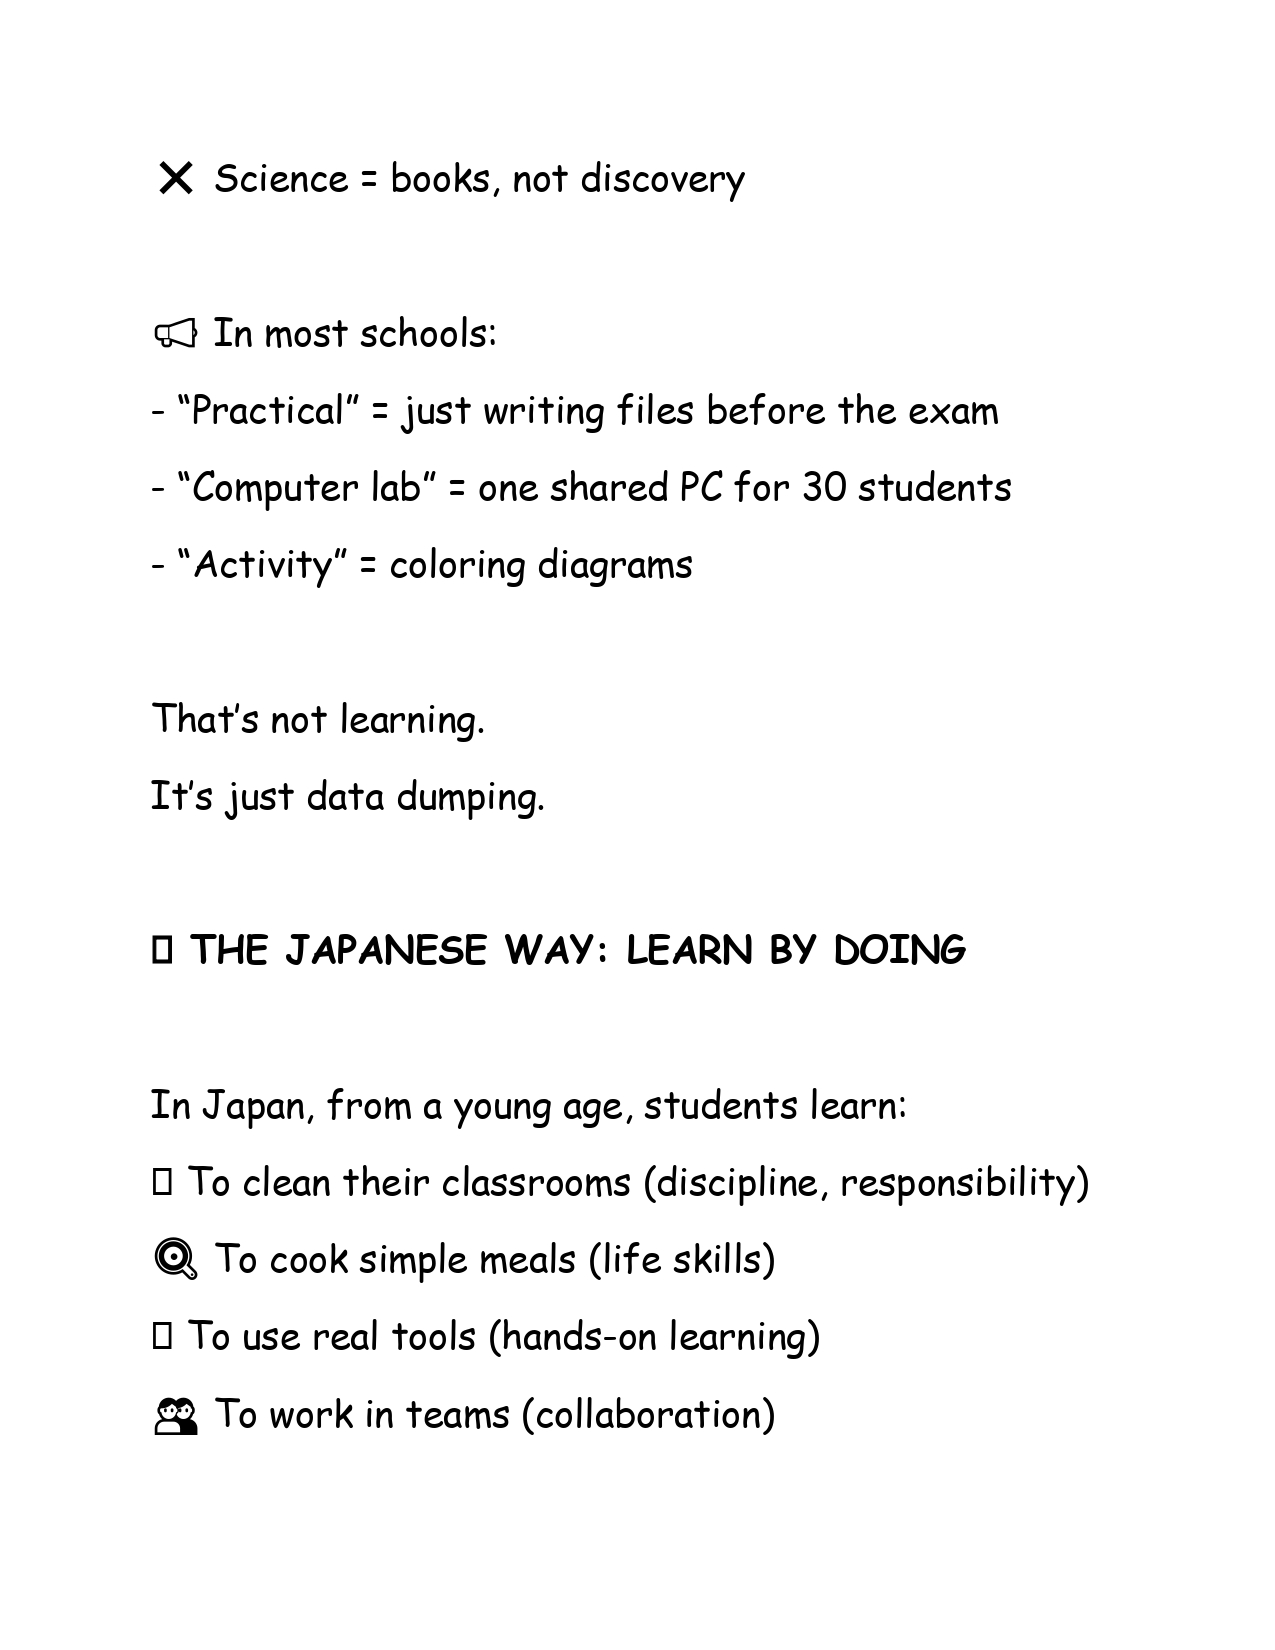 ❌ Science = books, not discovery
📢 In most schools:
- “Practical” = just writing files before the exam
- “Computer lab” = one shared PC for 30 students
- “Activity” = coloring diagrams
That’s not learning.
It’s just data dumping.
THE JAPANESE WAY: LEARN BY DOING
In Japan, from a young age, students learn:
To clean their classrooms (discipline, responsibility)
🍳 To cook simple meals (life skills)
To use real tools (hands-on learning)
👥 To work in teams (collaboration)